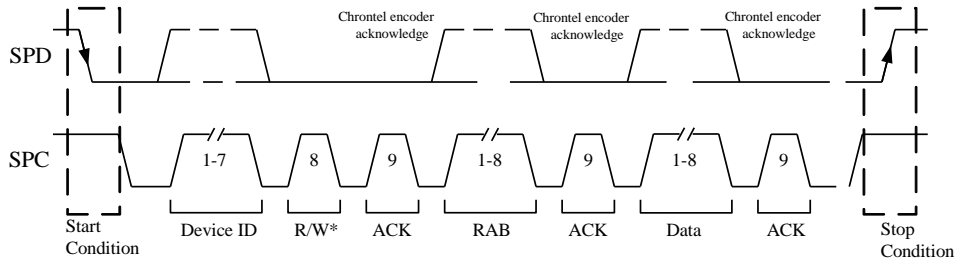 Chrontel encoder
acknowledge
Chrontel encoder
acknowledge
Chrontel encoder
acknowledge
SPD
SPC
1-7
8
9
1-8
9
1-8
9
Start
Condition
Device ID
R/W*
ACK
RAB
ACK
Data
ACK
Stop
Condition